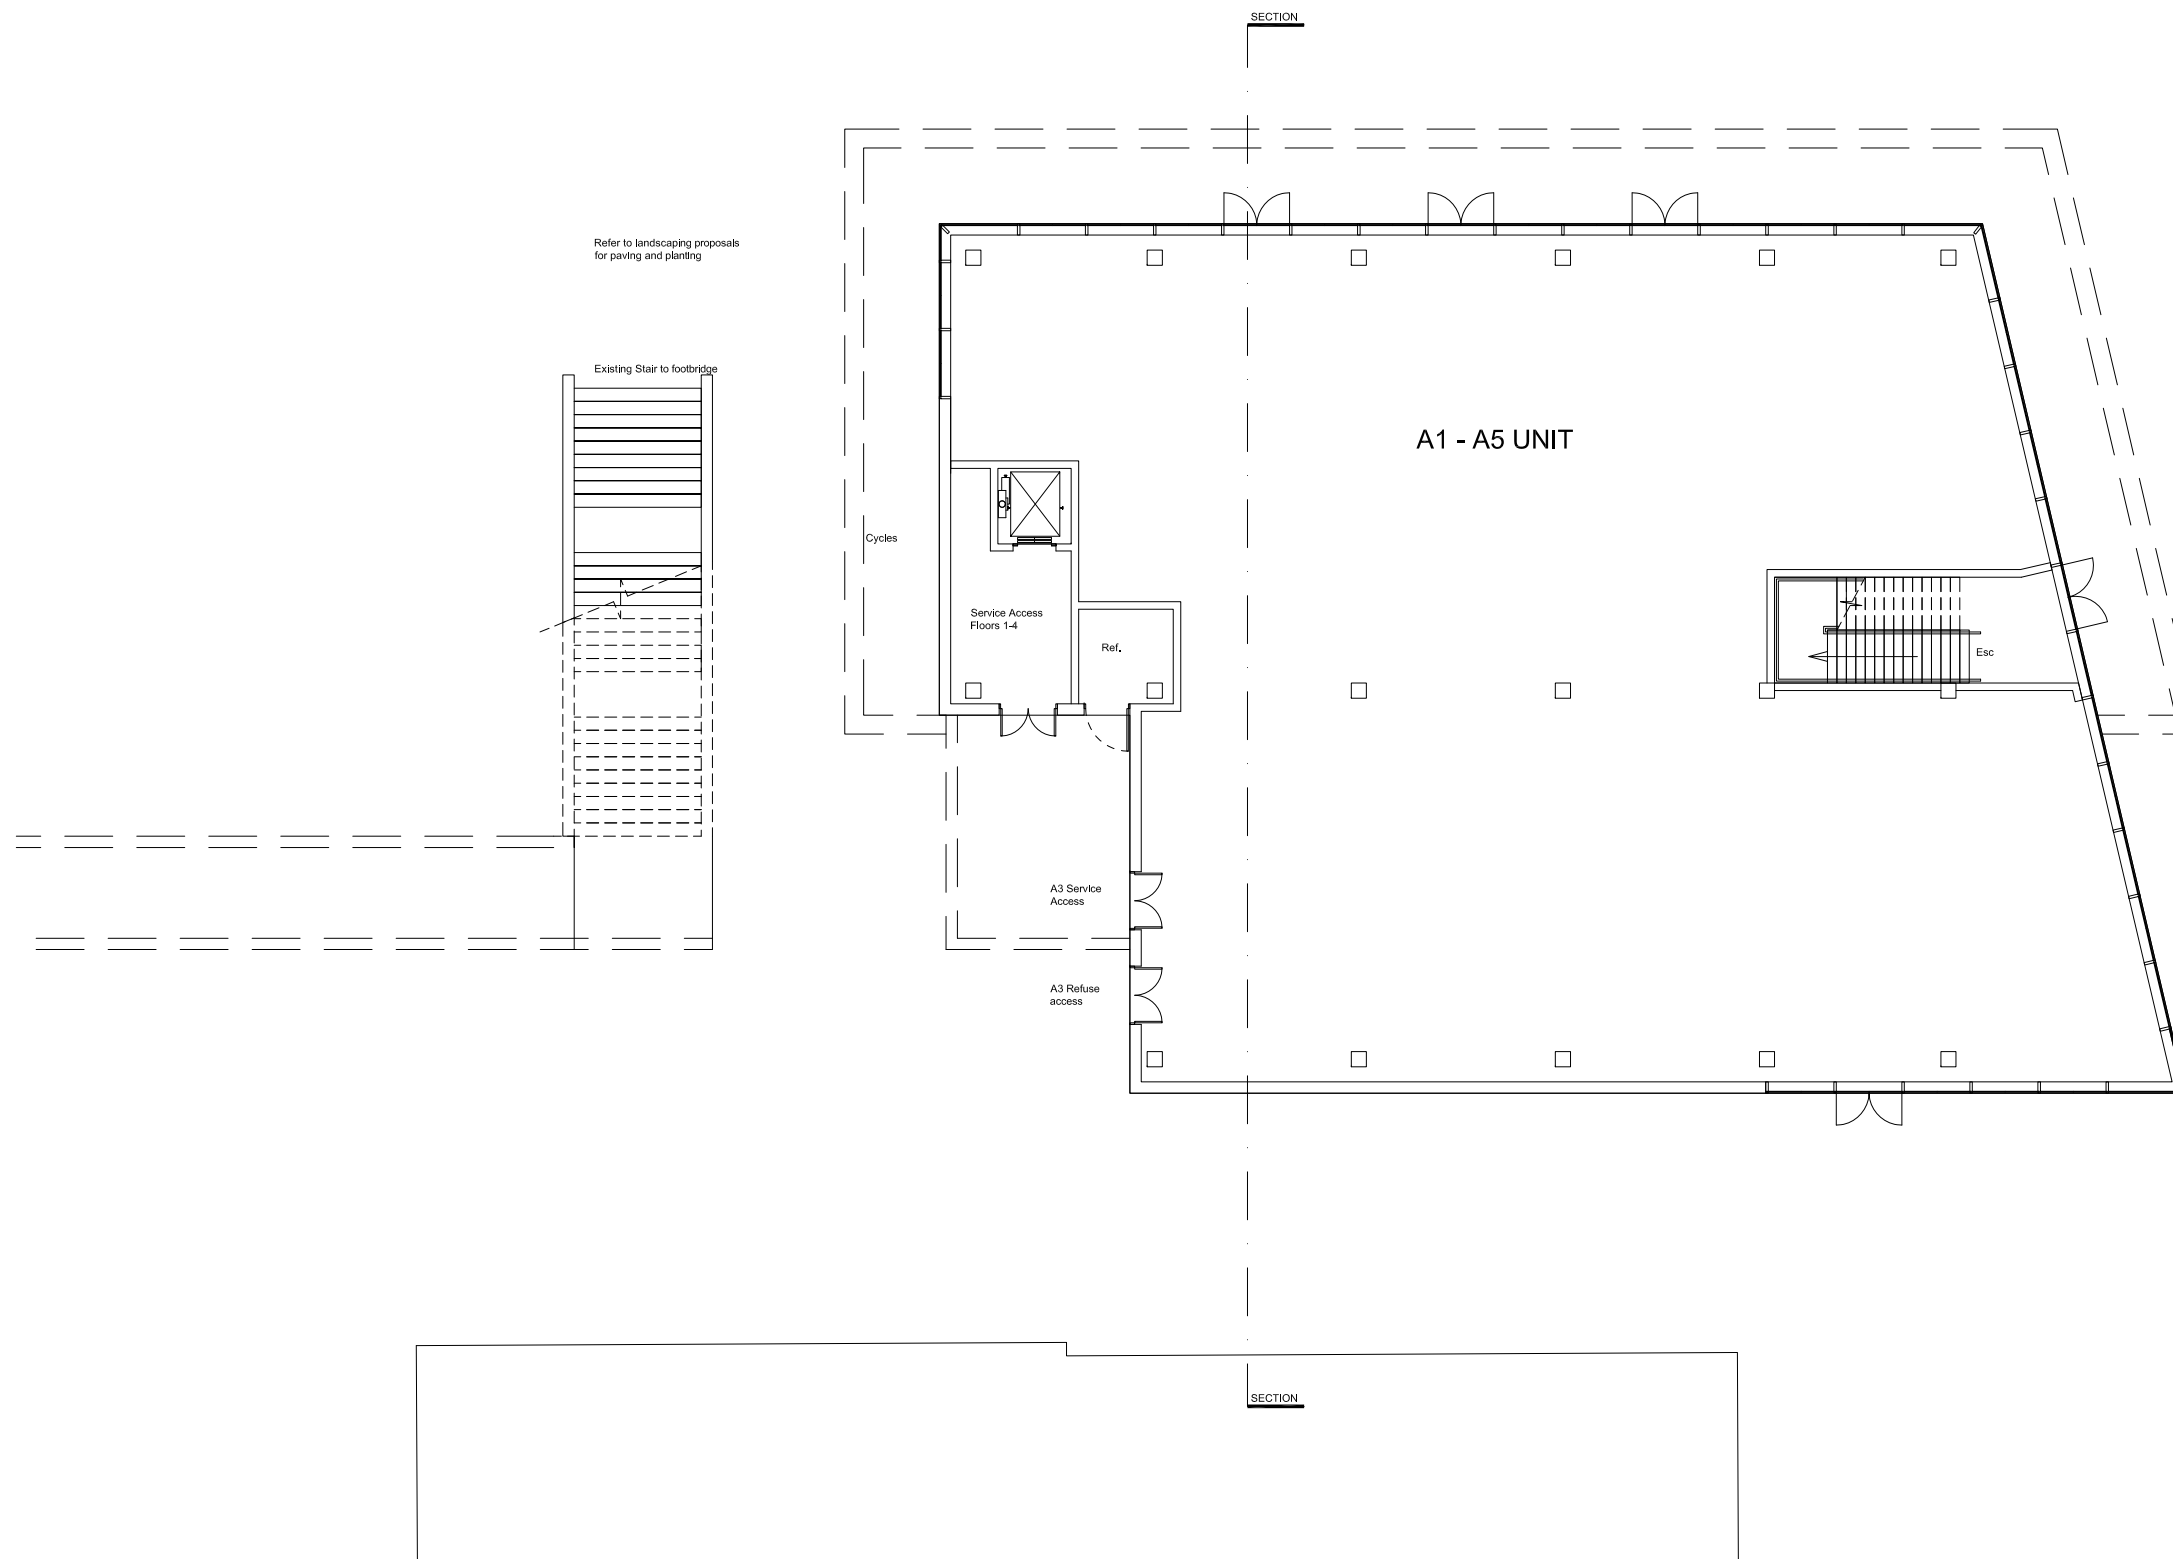 SECTION
Refer to landscaping proposals
for paving and planting
Existing Stair to footbridge
A1 - A5 UNIT
Cycles
Service Access
Floors 1-4
Ref.
Esc
A3 Service
Access
A3 Refuse
access
SECTION